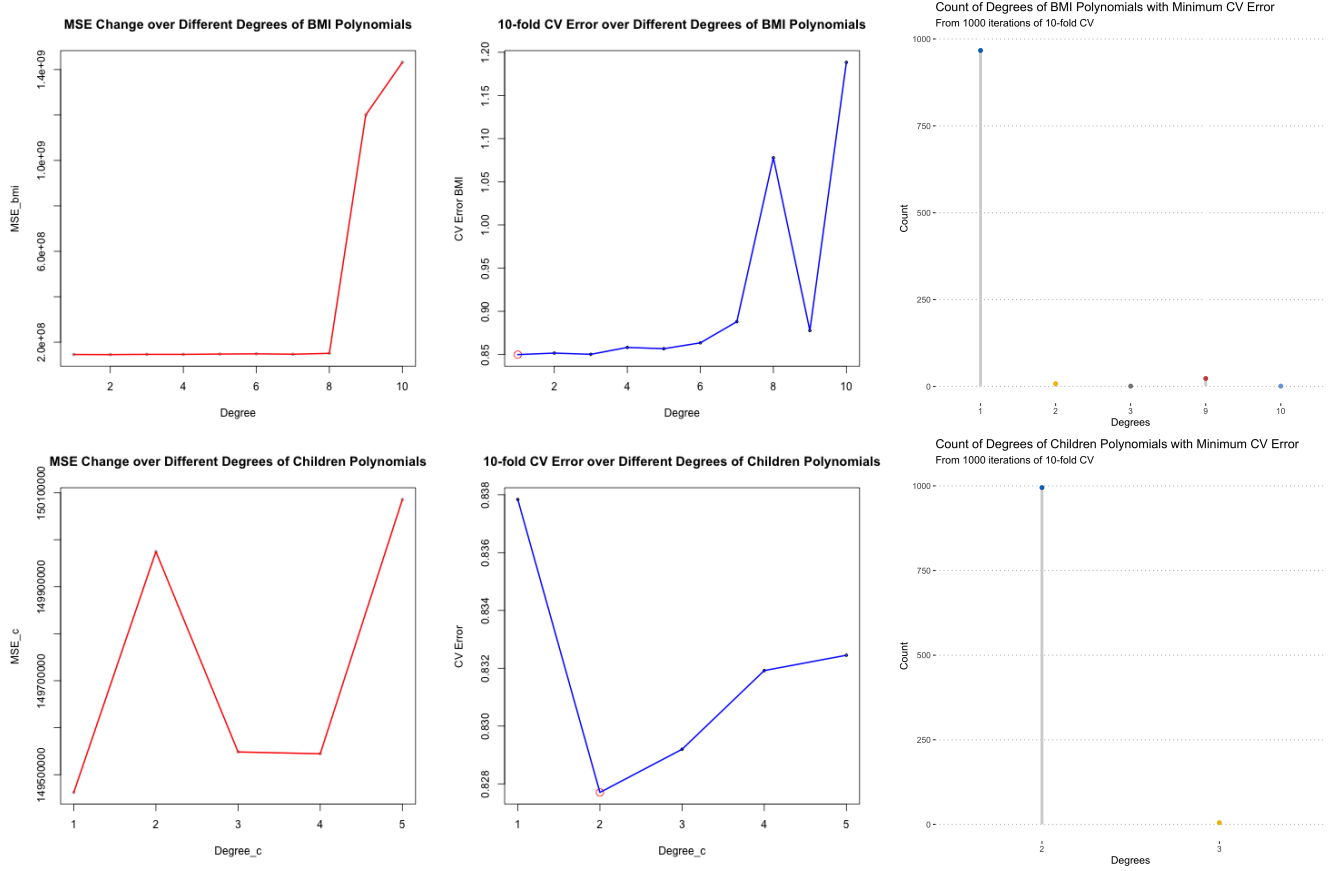 MSE Change over Different Degrees of BMI Polynomials
MSE_bmi
1.4e+09
1.0e+09
6.0e+08
2.0e+08
2 4 6 8 10
Degree
10-fold CV Error over Different Degrees of BMI Polynomials
CV Error BMI
1.20
1.15
1.10
1.05
1.00
0.95
0.90
0.85
2 4 6 8 10
Degree
Count of Degrees of BMI Polynomials with Minimum CV Error
From 1000 iterations of 10-fold CV
Count
1000
750
500
250
0
1 2 3 9 10
Degrees
MSE Change over Different Degrees of Children Polynomials
MSE_c
150100000
149900000
149700000
149500000
1 2 3 4 5
Degree_c
10-fold CV Error over Different Degrees of Children Polynomials
CV Error
0.838
0.836
0.834
0.832
0.830
0.828
1 2 3 4 5
Degree_c
Count of Degrees of Children Polynomials with Minimum CV Error
From 1000 iterations of 10-fold CV
Count
1000
750
500
250
0
2 3
Degrees